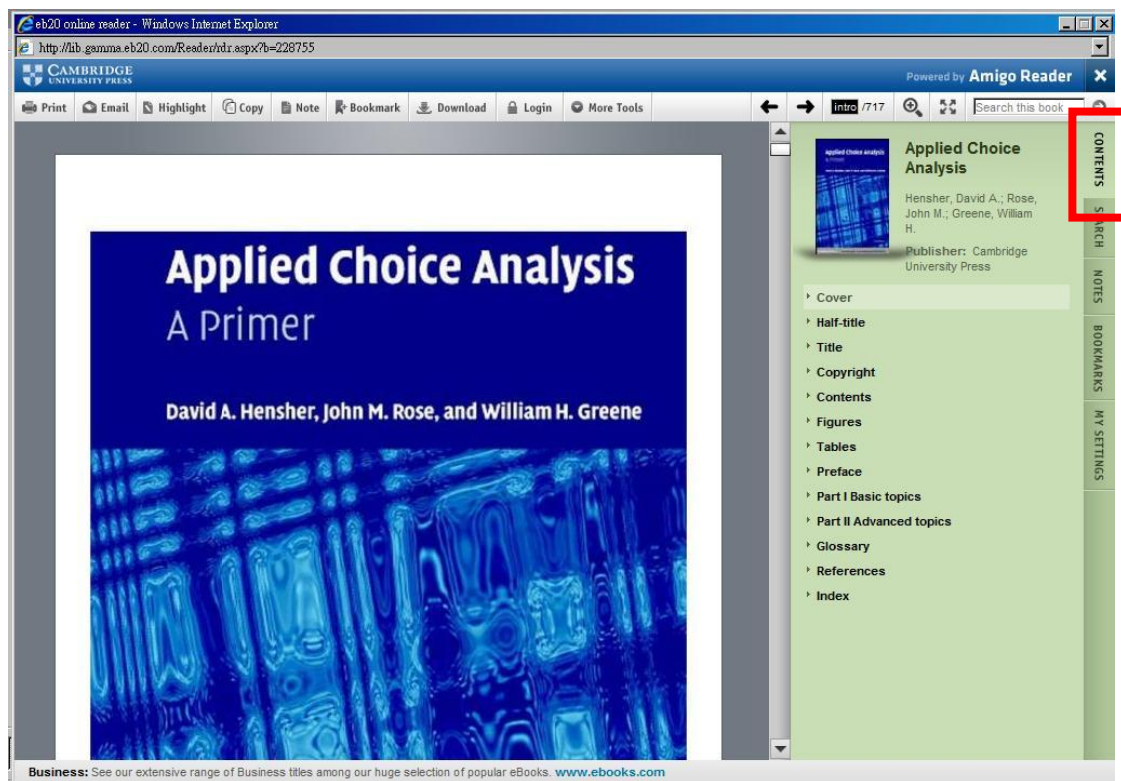 eb20 online reader - Windows Internet Explorer
http://lib.gamma.eb20.com/Reader/rdr.aspx?b=228755
CAMBRIDGE
UNIVERSITY PRESS
Powered by Amigo Reader
Print Email Highlight Copy Note Bookmark Download Login More Tools intro /717 Search this book
Applied Choice Analysis
A Primer
David A. Hensher, John M. Rose, and William H. Greene
Applied Choice
Analysis
Hensher, David A.; Rose,
John M.; Greene, William
H.
Publisher: Cambridge
University Press
Cover
Half-title
Title
Copyright
Contents
Figures
Tables
Preface
Part I Basic topics
Part II Advanced topics
Glossary
References
Index
CONTENTS
SEARCH
NOTES
BOOKMARKS
MY SETTINGS
Business: See our extensive range of Business titles among our huge selection of popular eBooks. www.ebooks.com